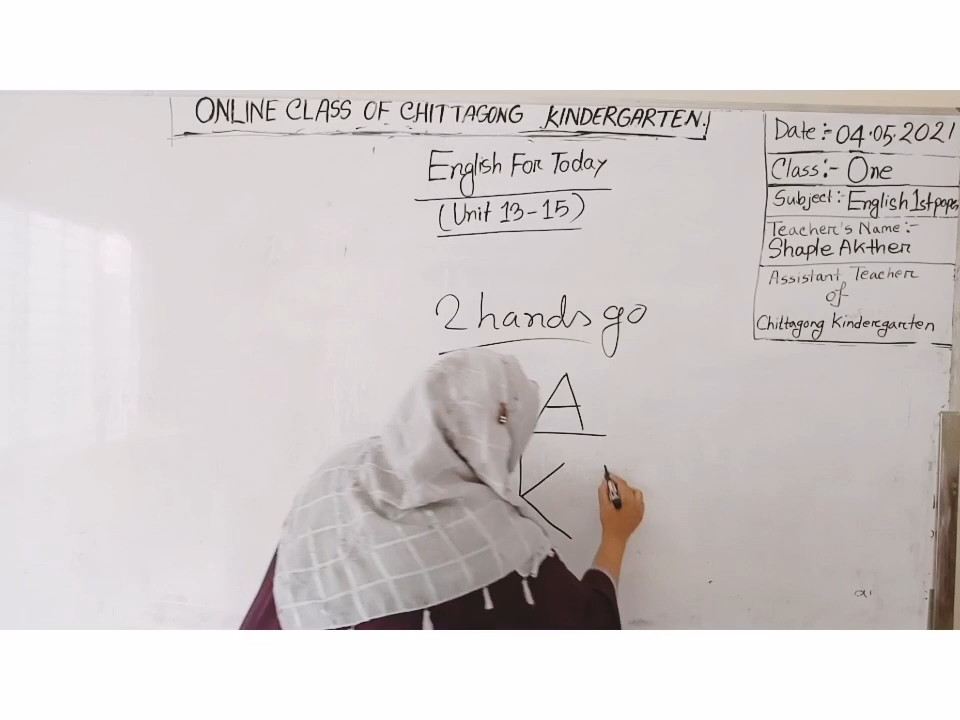 ONLINE CLASS OF CHITTAGONG KINDERGARTEN.
English For Today
(Unit 13-15)
2 hands go
A
K
Date:- 04.05.2021
Class:- One
Subject:- English 1st paper
Teacher's Name:-
Shaple Akther
Assistant Teacher
of
Chittagong Kindergarten